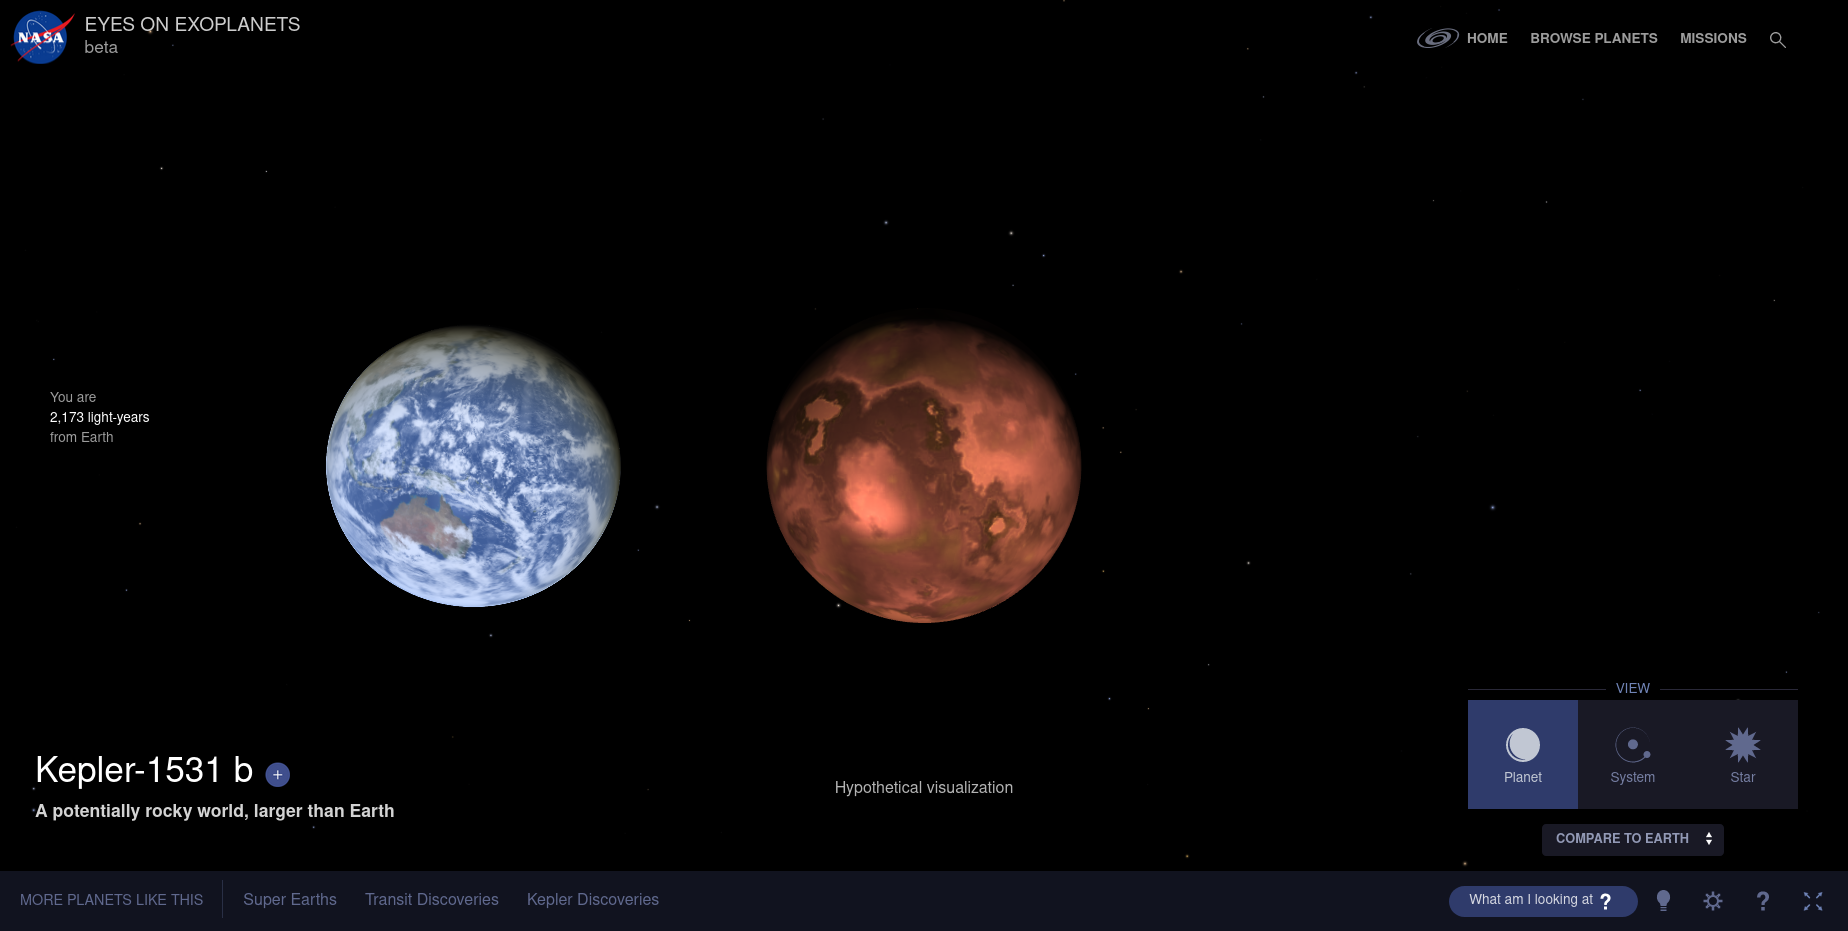 NASA
EYES ON EXOPLANETS
beta
HOME
BROWSE PLANETS
MISSIONS
You are
2,173 light-years
from Earth
Kepler-1531 b +
A potentially rocky world, larger than Earth
Hypothetical visualization
VIEW
Planet
System
Star
COMPARE TO EARTH
MORE PLANETS LIKE THIS
Super Earths
Transit Discoveries
Kepler Discoveries
What am I looking at ?
?